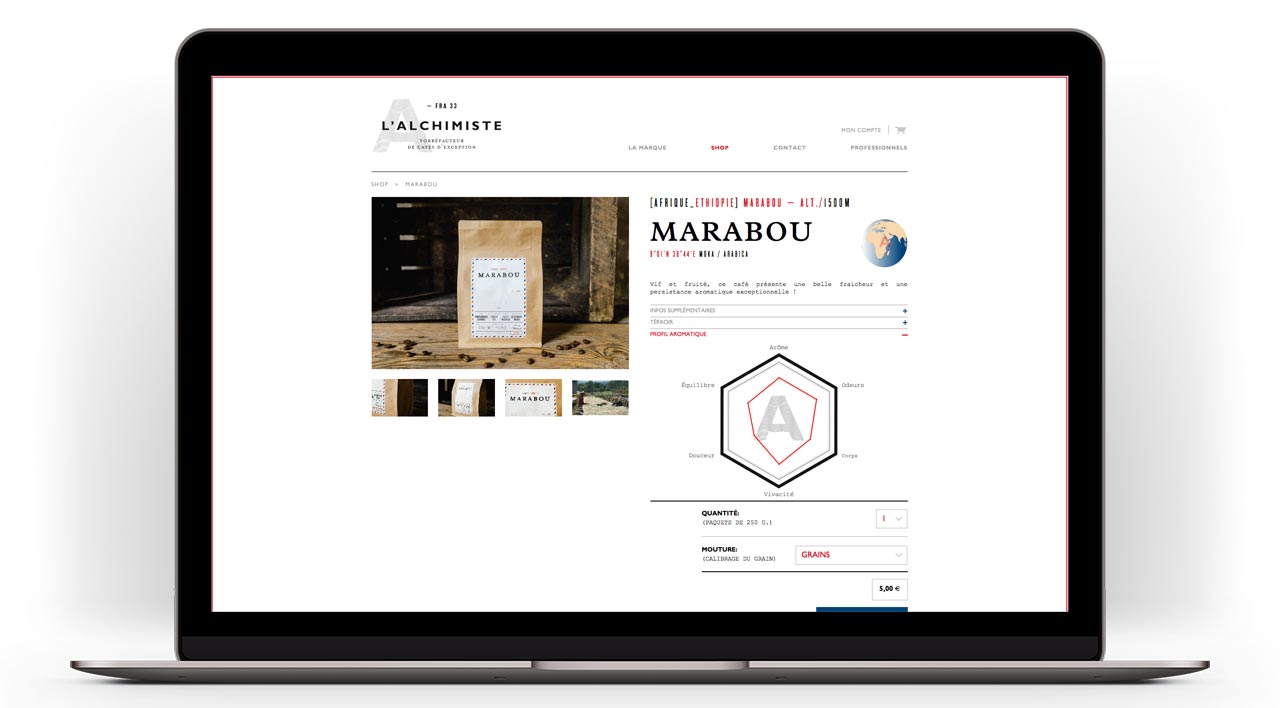 — FRA 33
L'ALCHIMISTE
TORRÉFACTEUR
DE CAFÉS D'EXCEPTION
MON COMPTE
LA MARQUE SHOP CONTACT PROFESSIONNELS
SHOP > MARABOU
MARABOU
MARABOU
[AFRIQUE_ETHIOPIE] MARABOU — ALT./1500M
MARABOU
9°01'N 38°44'E MOKA / ARABICA
Vif et fruité, ce café présente une belle fraicheur et une
persistance aromatique exceptionnelle !
INFOS SUPPLÉMENTAIRES +
TERROIR +
PROFIL AROMATIQUE –
Arôme
Équilibre
Odeurs
A
Douceur
Corps
Vivacité
QUANTITÉ:
(PAQUETS DE 250 G.)
1
MOUTURE:
(CALIBRAGE DU GRAIN)
GRAINS
5,00 €